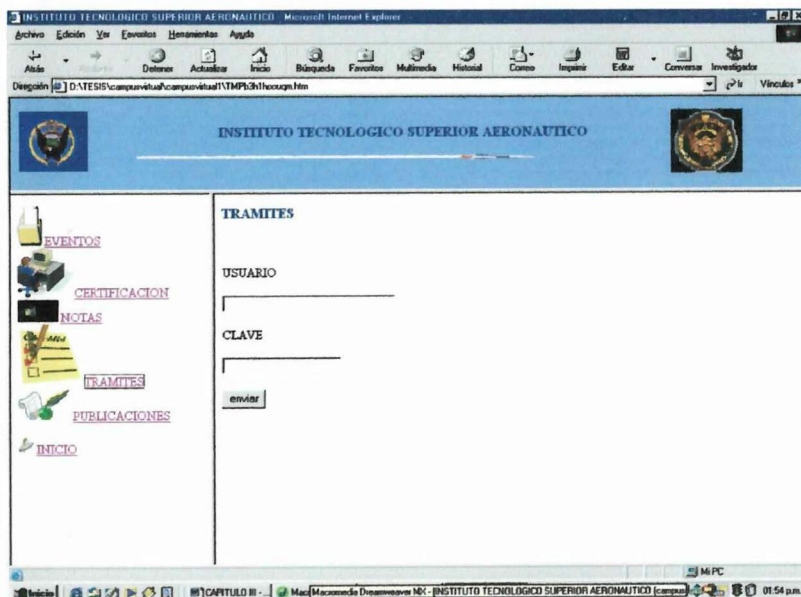 INSTITUTO TECNOLOGICO SUPERIOR AERONAUTICO - Microsoft Internet Explorer
Archivo Edición Ver Favoritos Herramientas Ayuda
Atrás Detener Actualizar Inicio Búsqueda Favoritos Multimedia Historial Correo Imprimir Editar Conversar Investigador
Dirección D:\TESIS\campusvirtual\campusvirtual1\TMPb3h1hoouqm.htm Ir Vínculos »
INSTITUTO TECNOLOGICO SUPERIOR AERONAUTICO
TRAMITES
USUARIO
CLAVE
enviar
EVENTOS
CERTIFICACION
NOTAS
TRAMITES
PUBLICACIONES
INICIO
Mi PC
Inicio CAPITULO III - ... Mac Macromedia Dreamweaver MX - [INSTITUTO TECNOLOGICO SUPERIOR AERONAUTICO (campus 01:54 p.m.